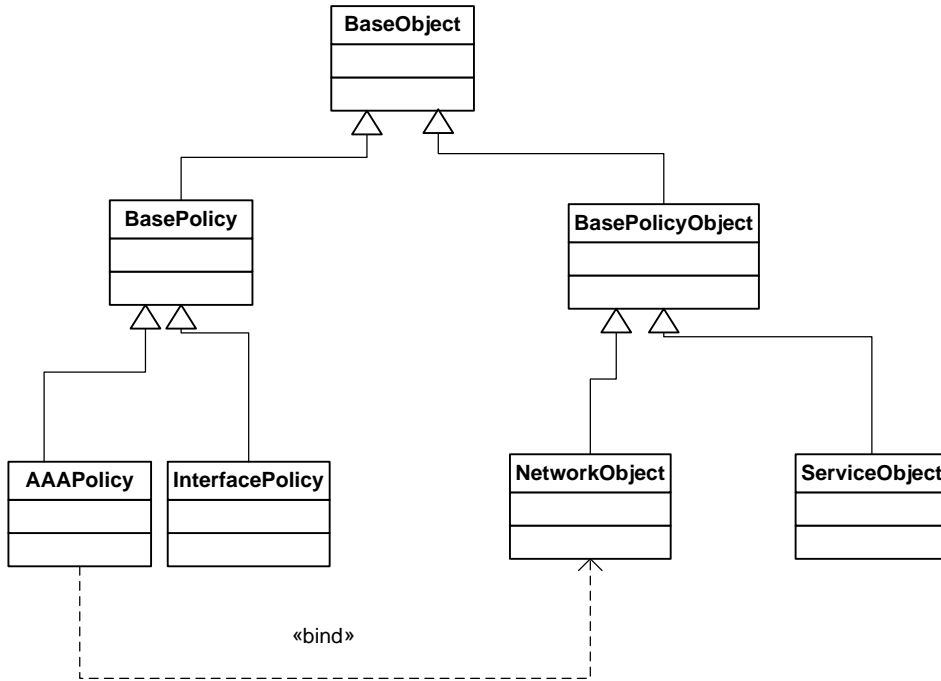 BaseObject
BasePolicy
BasePolicyObject
AAAPolicy
InterfacePolicy
NetworkObject
ServiceObject
«bind»